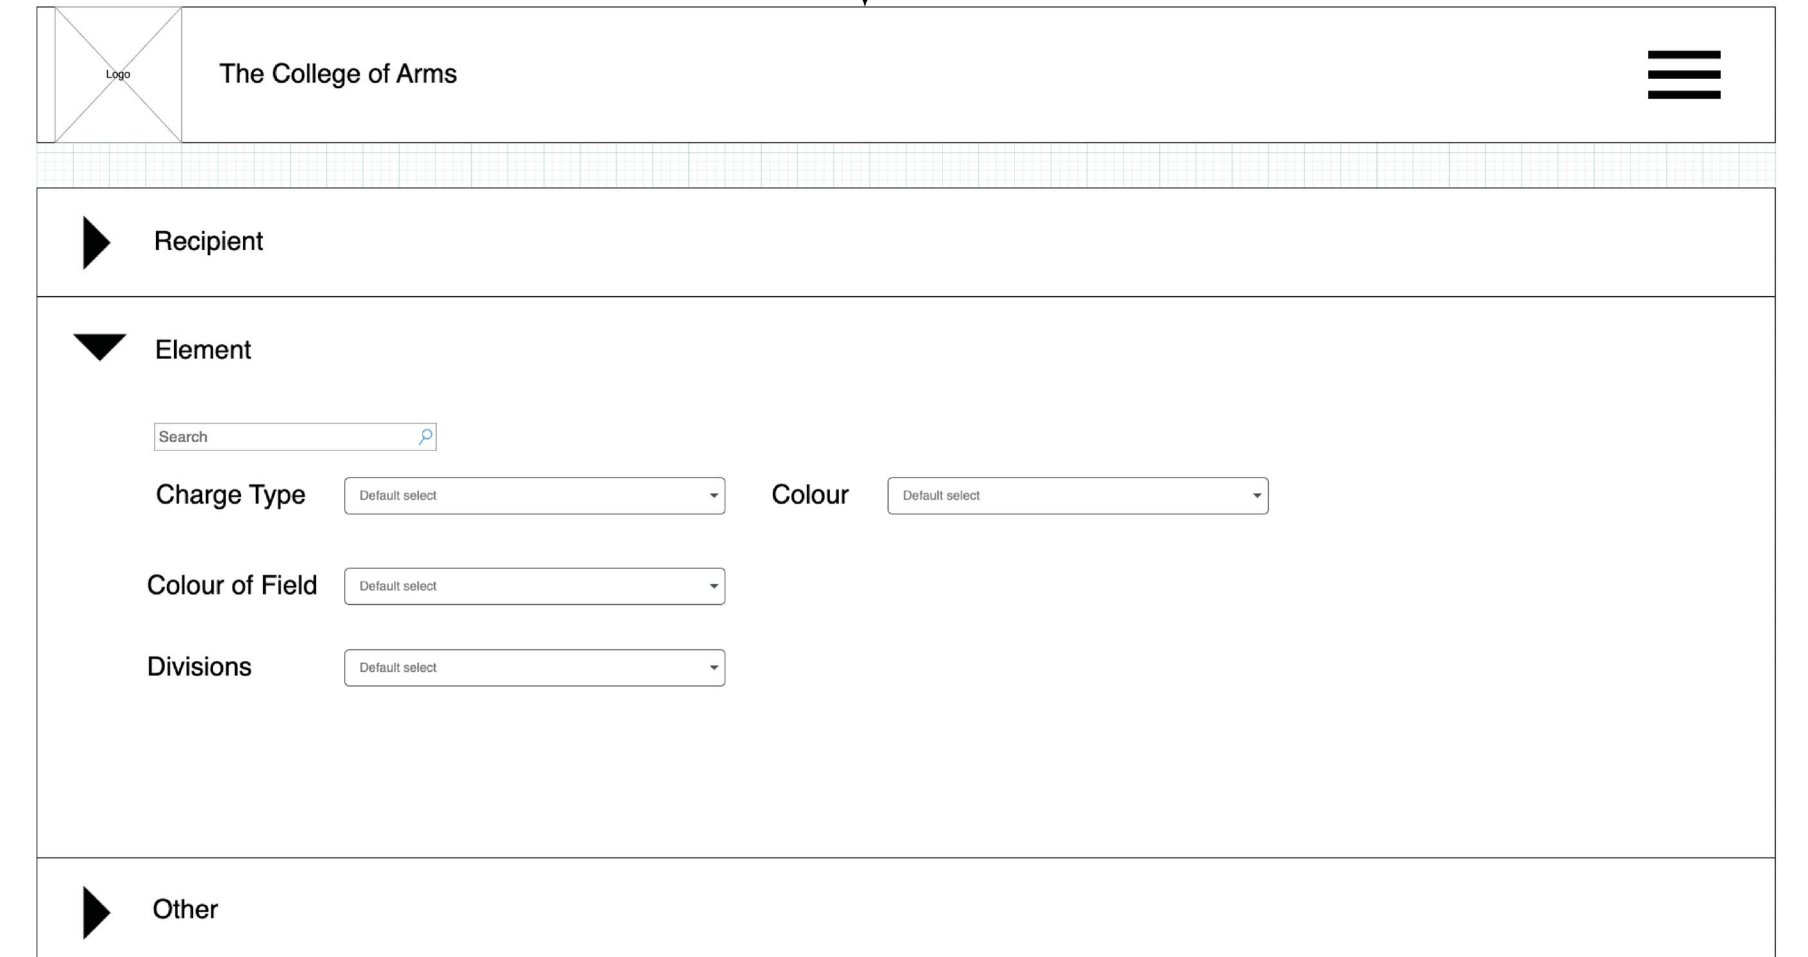 Logo
The College of Arms
Recipient
Element
Search
Charge Type Default select Colour Default select
Colour of Field Default select
Divisions Default select
Other